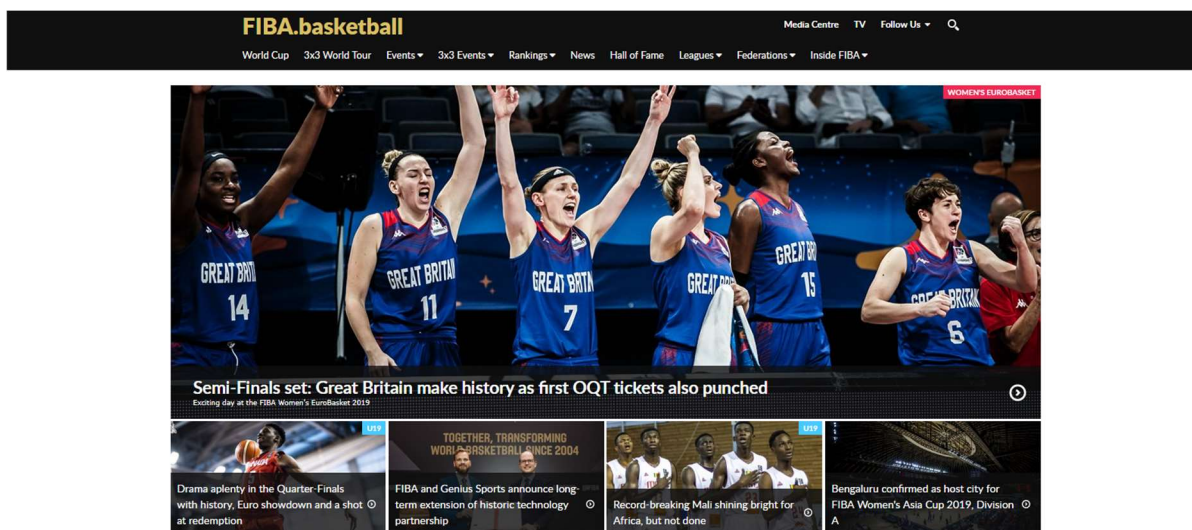 FIBA.basketball
Media Centre TV Follow Us
World Cup 3x3 World Tour Events 3x3 Events Rankings News Hall of Fame Leagues Federations Inside FIBA
WOMEN'S EUROBASKET
GREAT BRIT
14
GREAT BRITAI
11
GREAT BRITA
7
GREAT
GREAT BR
15
BRITAIN
6
Semi-Finals set: Great Britain make history as first OQT tickets also punched
Exciting day at the FIBA Women's EuroBasket 2019
U19
Drama aplenty in the Quarter-Finals
with history, Euro showdown and a shot
at redemption
TOGETHER, TRANSFORMING
WORLD BASKETBALL SINCE 2004
FIBA and Genius Sports announce long-
term extension of historic technology
partnership
U19
Record-breaking Mali shining bright for
Africa, but not done
Bengaluru confirmed as host city for
FIBA Women's Asia Cup 2019, Division
A